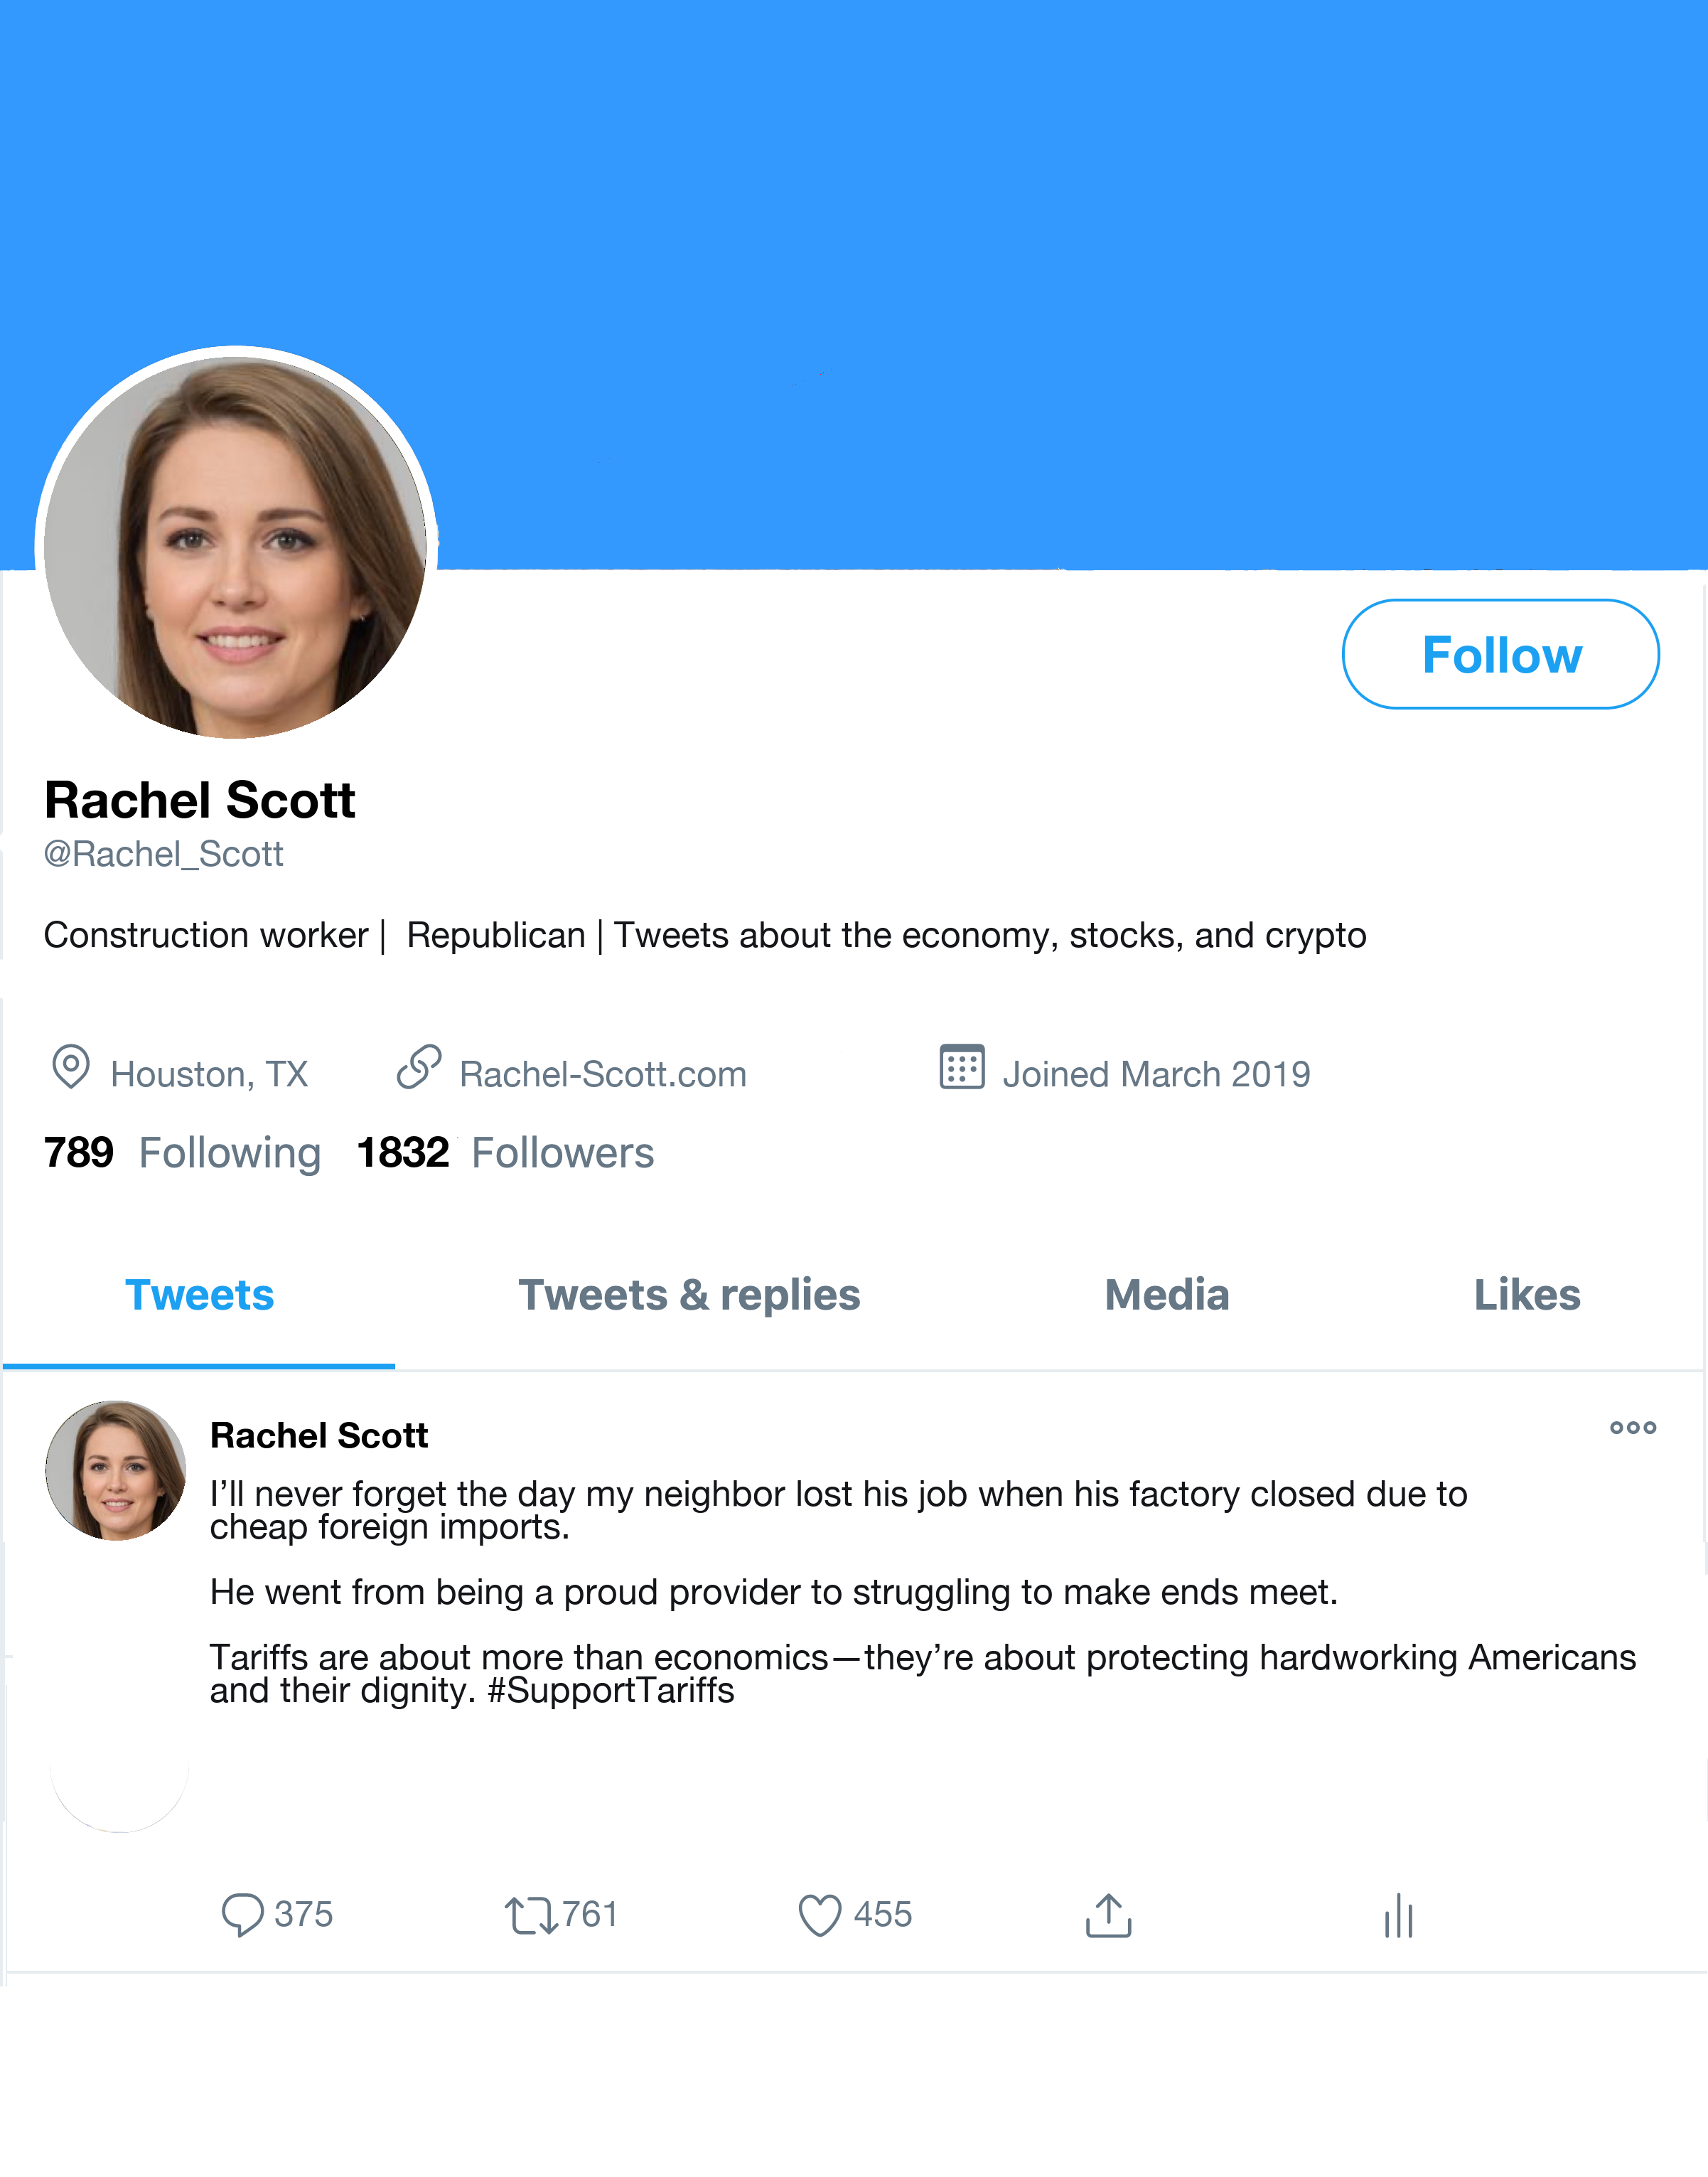 Follow
Rachel Scott
@Rachel_Scott
Construction worker |  Republican | Tweets about the economy, stocks, and crypto
Houston, TX Rachel-Scott.com Joined March 2019
789 Following 1832 Followers
Tweets Tweets & replies Media Likes
Rachel Scott
I’ll never forget the day my neighbor lost his job when his factory closed due to
cheap foreign imports.
He went from being a proud provider to struggling to make ends meet.
Tariffs are about more than economics—they’re about protecting hardworking Americans
and their dignity. #SupportTariffs
375 761 455